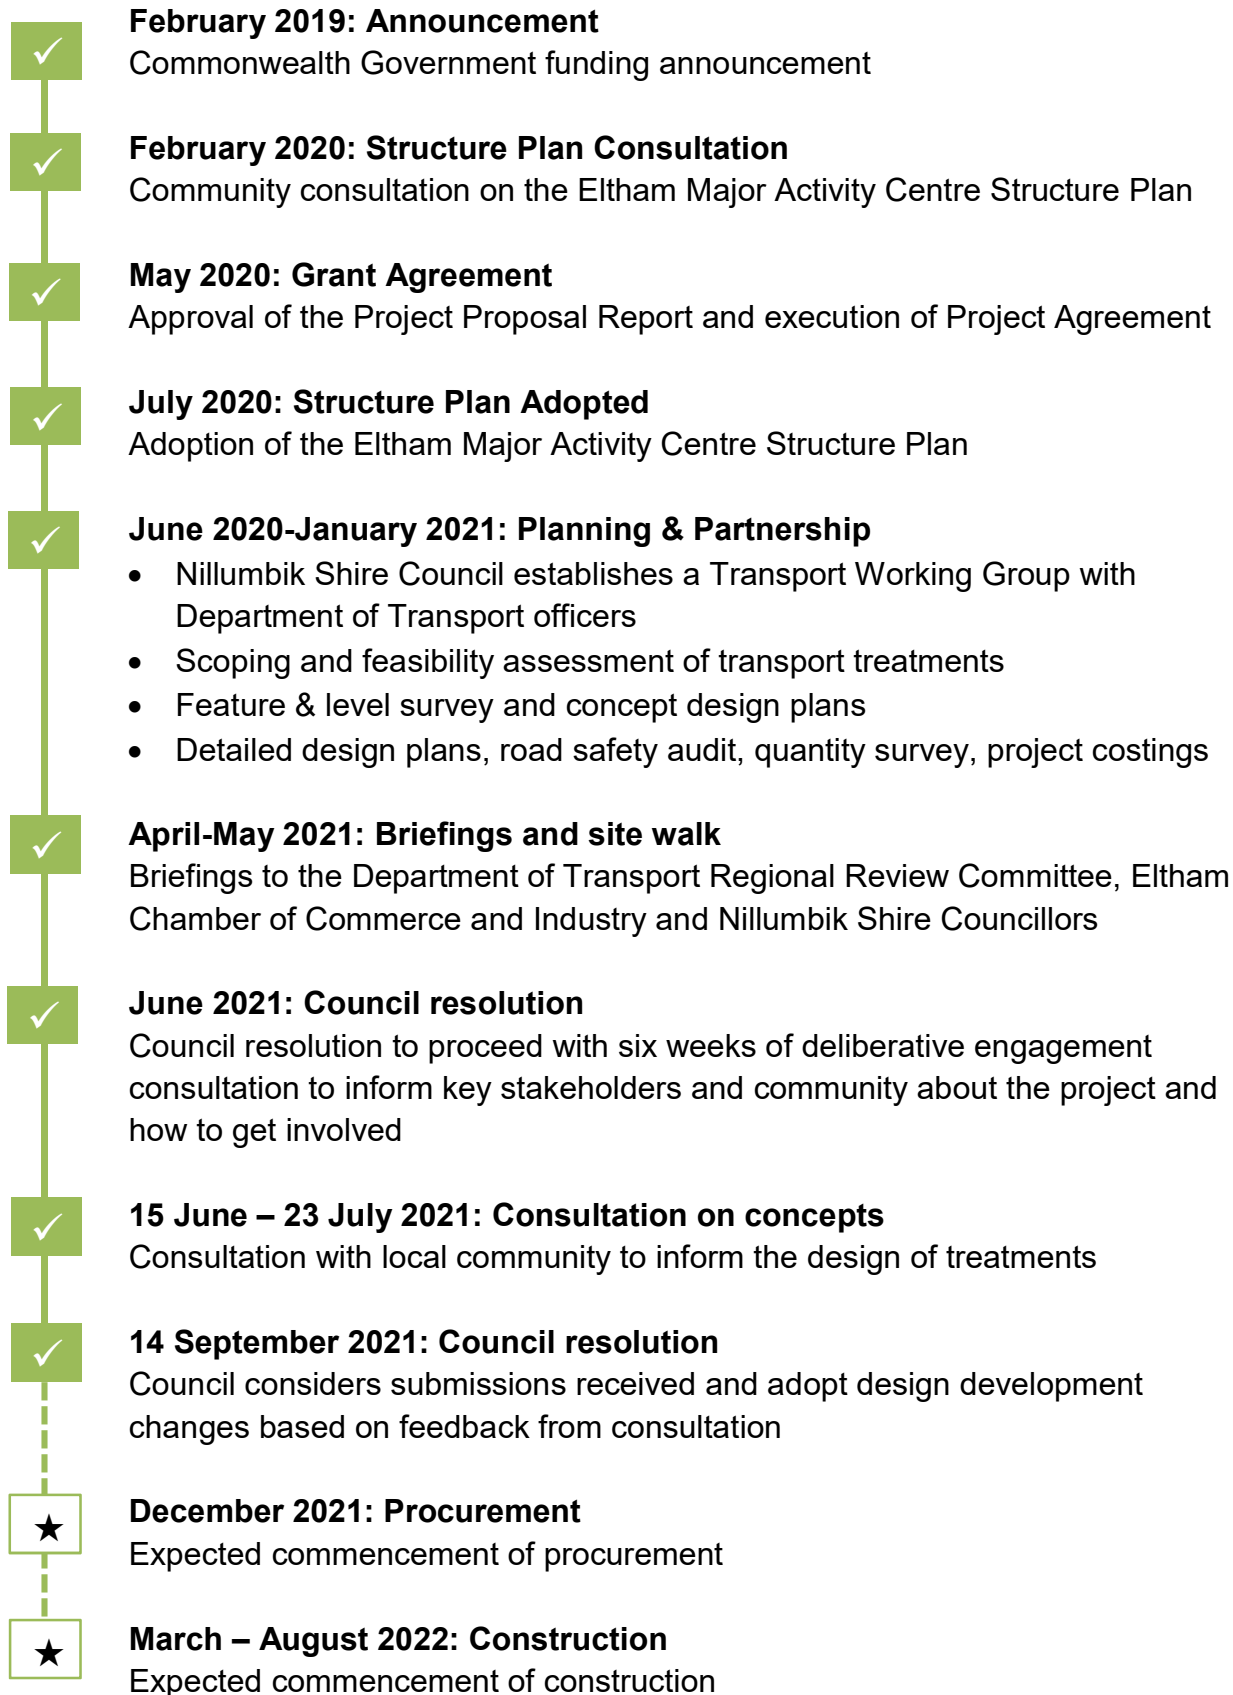 February 2019: Announcement
Commonwealth Government funding announcement
February 2020: Structure Plan Consultation
Community consultation on the Eltham Major Activity Centre Structure Plan
May 2020: Grant Agreement
Approval of the Project Proposal Report and execution of Project Agreement
July 2020: Structure Plan Adopted
Adoption of the Eltham Major Activity Centre Structure Plan
June 2020-January 2021: Planning & Partnership
• Nillumbik Shire Council establishes a Transport Working Group with
Department of Transport officers
• Scoping and feasibility assessment of transport treatments
• Feature & level survey and concept design plans
• Detailed design plans, road safety audit, quantity survey, project costings
April-May 2021: Briefings and site walk
Briefings to the Department of Transport Regional Review Committee, Eltham
Chamber of Commerce and Industry and Nillumbik Shire Councillors
June 2021: Council resolution
Council resolution to proceed with six weeks of deliberative engagement
consultation to inform key stakeholders and community about the project and
how to get involved
15 June – 23 July 2021: Consultation on concepts
Consultation with local community to inform the design of treatments
14 September 2021: Council resolution
Council considers submissions received and adopt design development
changes based on feedback from consultation
December 2021: Procurement
Expected commencement of procurement
March – August 2022: Construction
Expected commencement of construction